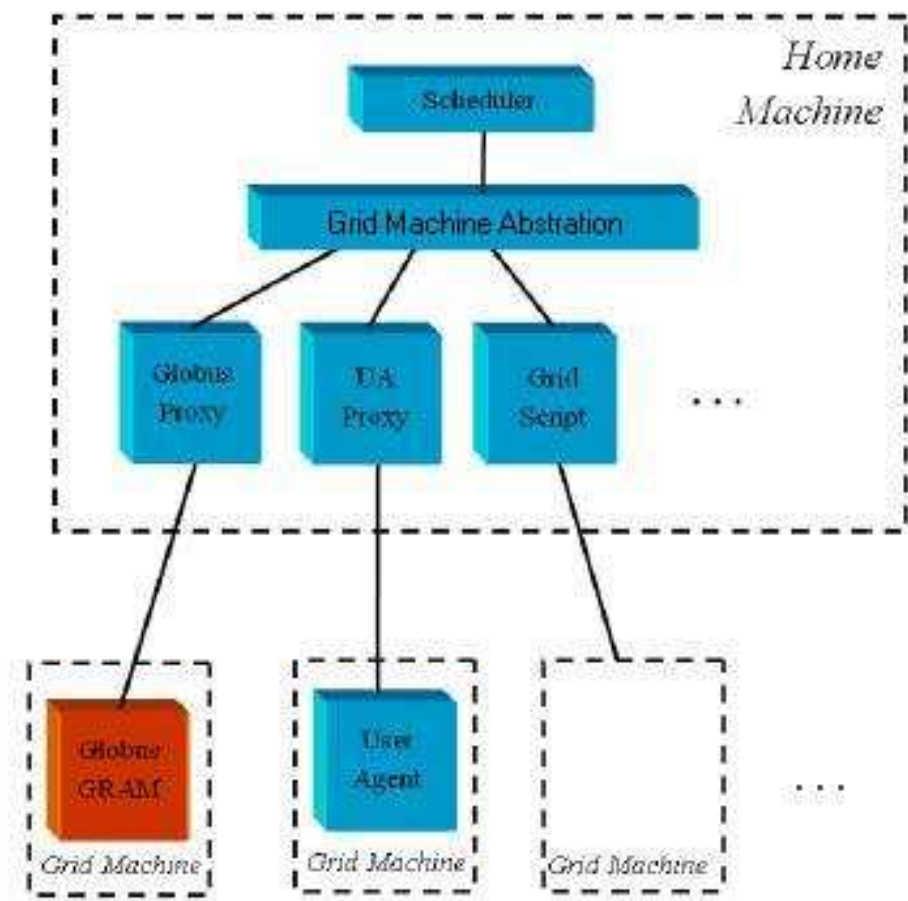 Home
Machine
Scheduler
Grid Machine Abstration
Globus
Proxy
UA
Proxy
Grid
Script
. . .
Globus
GRAM
Grid Machine
User
Agent
Grid Machine
Grid Machine
. . .